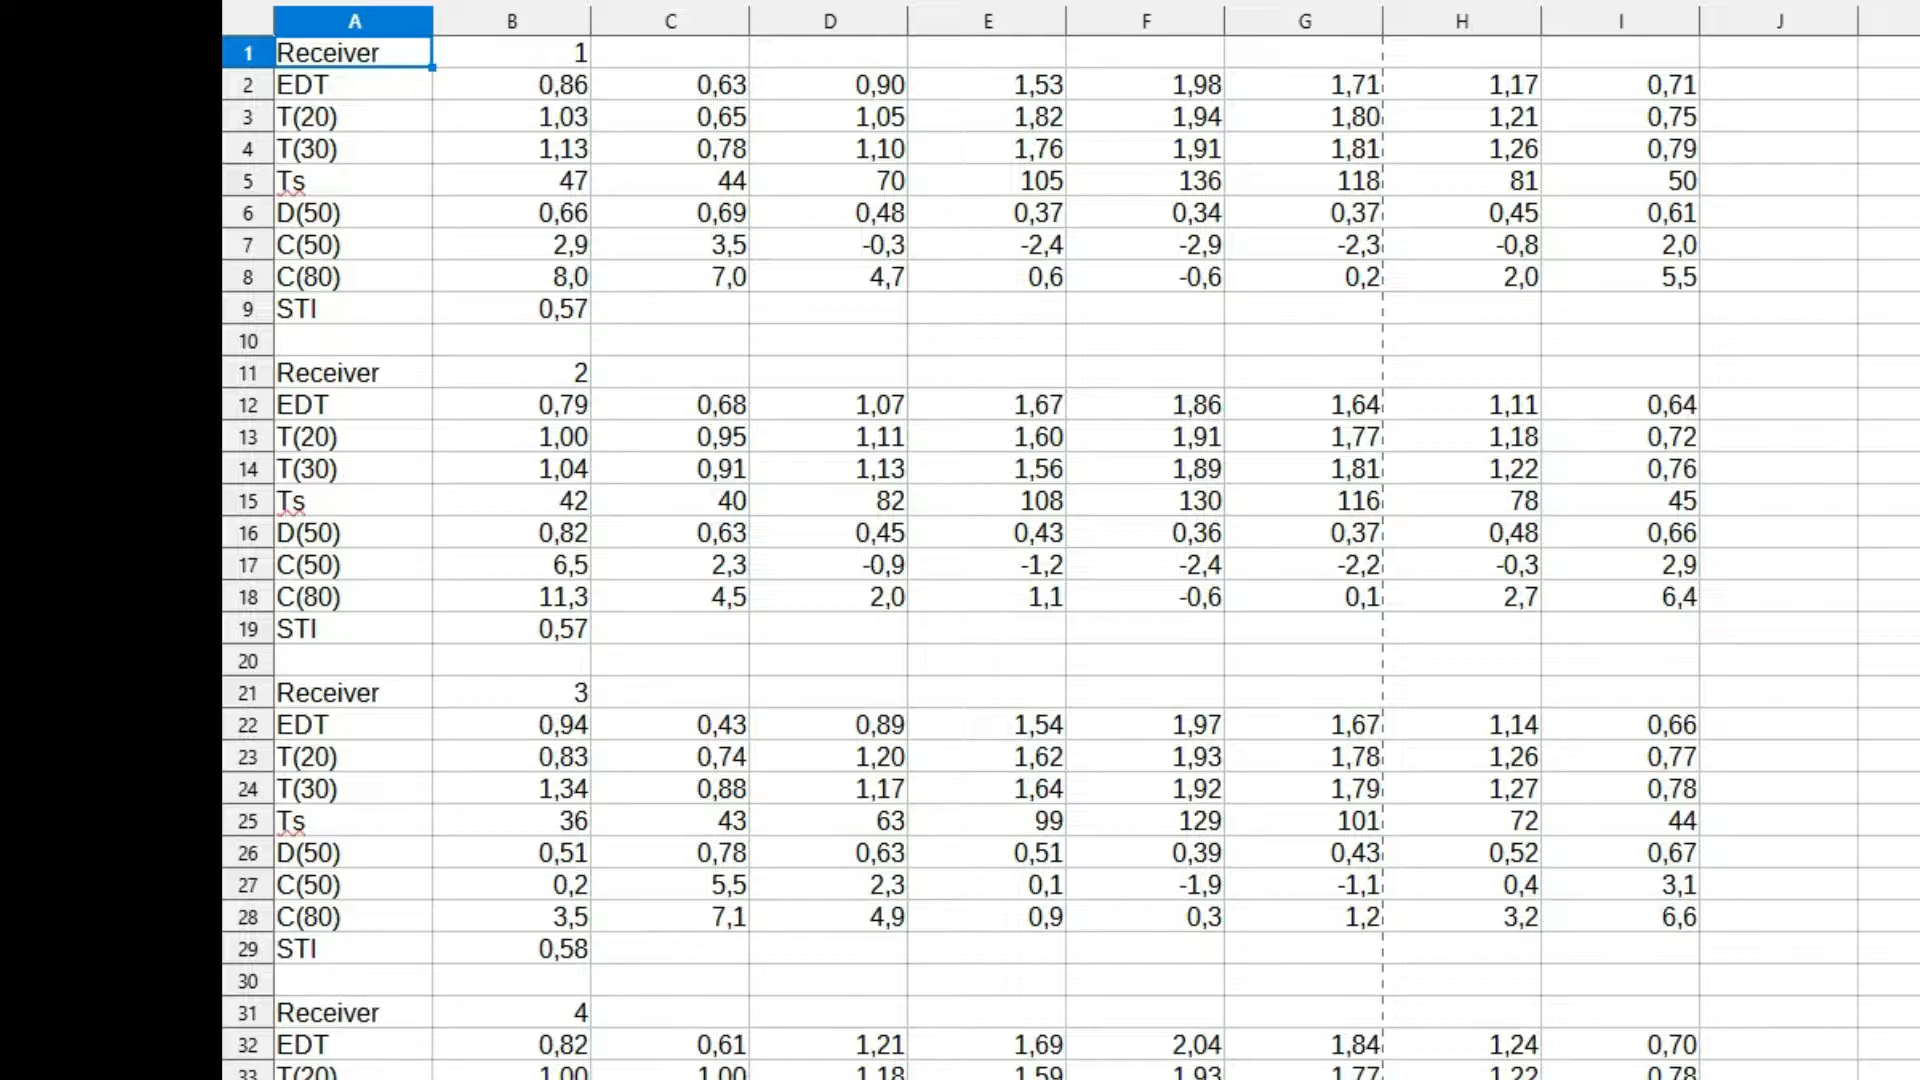 A B C D E F G H I J
1 Receiver 1
2 EDT 0,86 0,63 0,90 1,53 1,98 1,71 1,17 0,71
3 T(20) 1,03 0,65 1,05 1,82 1,94 1,80 1,21 0,75
4 T(30) 1,13 0,78 1,10 1,76 1,91 1,81 1,26 0,79
5 Ts 47 44 70 105 136 118 81 50
6 D(50) 0,66 0,69 0,48 0,37 0,34 0,37 0,45 0,61
7 C(50) 2,9 3,5 -0,3 -2,4 -2,9 -2,3 -0,8 2,0
8 C(80) 8,0 7,0 4,7 0,6 -0,6 0,2 2,0 5,5
9 STI 0,57
10
11 Receiver 2
12 EDT 0,79 0,68 1,07 1,67 1,86 1,64 1,11 0,64
13 T(20) 1,00 0,95 1,11 1,60 1,91 1,77 1,18 0,72
14 T(30) 1,04 0,91 1,13 1,56 1,89 1,81 1,22 0,76
15 Ts 42 40 82 108 130 116 78 45
16 D(50) 0,82 0,63 0,45 0,43 0,36 0,37 0,48 0,66
17 C(50) 6,5 2,3 -0,9 -1,2 -2,4 -2,2 -0,3 2,9
18 C(80) 11,3 4,5 2,0 1,1 -0,6 0,1 2,7 6,4
19 STI 0,57
20
21 Receiver 3
22 EDT 0,94 0,43 0,89 1,54 1,97 1,67 1,14 0,66
23 T(20) 0,83 0,74 1,20 1,62 1,93 1,78 1,26 0,77
24 T(30) 1,34 0,88 1,17 1,64 1,92 1,79 1,27 0,78
25 Ts 36 43 63 99 129 101 72 44
26 D(50) 0,51 0,78 0,63 0,51 0,39 0,43 0,52 0,67
27 C(50) 0,2 5,5 2,3 0,1 -1,9 -1,1 0,4 3,1
28 C(80) 3,5 7,1 4,9 0,9 0,3 1,2 3,2 6,6
29 STI 0,58
30
31 Receiver 4
32 EDT 0,82 0,61 1,21 1,69 2,04 1,84 1,24 0,70
33 T(20) 1,00 1,00 1,18 1,59 1,93 1,77 1,22 0,78